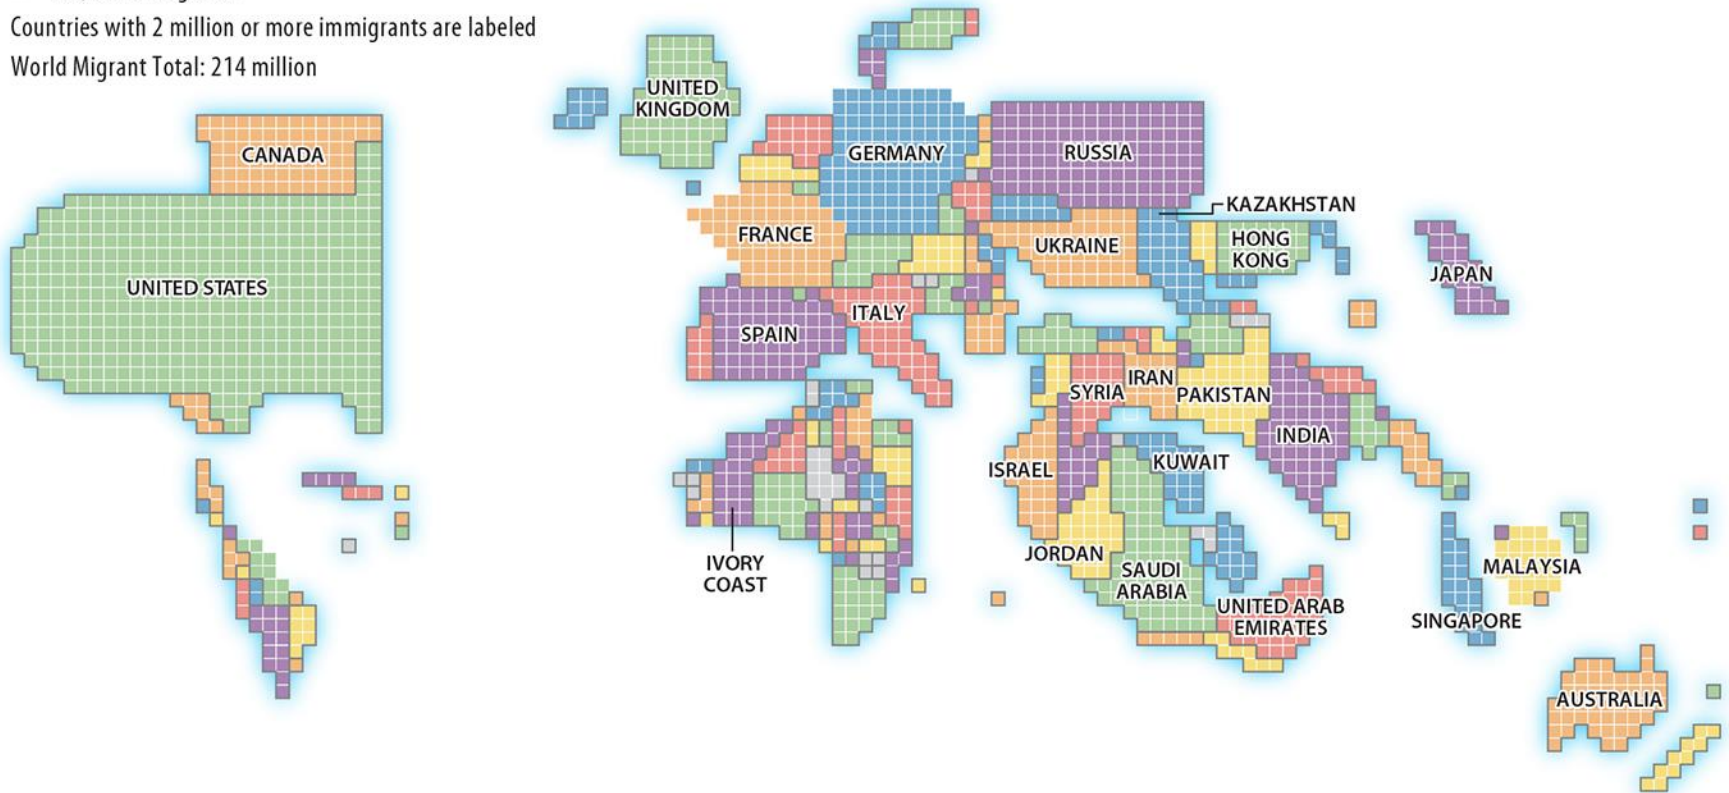 Countries with 2 million or more immigrants are labeled
World Migrant Total: 214 million
UNITED
KINGDOM
CANADA
GERMANY
RUSSIA
KAZAKHSTAN
FRANCE
UKRAINE
HONG
KONG
JAPAN
UNITED STATES
ITALY
SPAIN
SYRIA
IRAN
PAKISTAN
INDIA
ISRAEL
KUWAIT
IVORY
COAST
JORDAN
SAUDI
ARABIA
MALAYSIA
UNITED ARAB
EMIRATES
SINGAPORE
AUSTRALIA